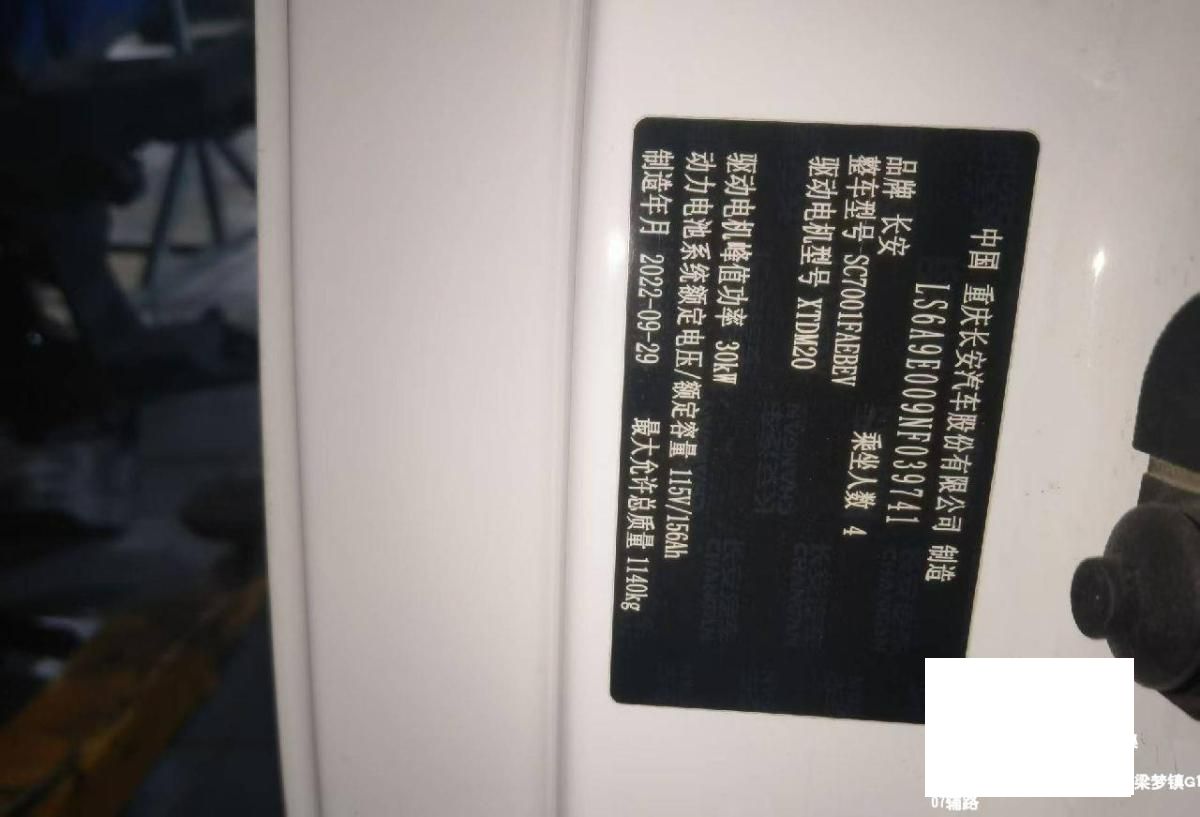 中国 重庆长安汽车股份有限公司 制造
LS6A9E009NF039741
品牌 长安
整车型号 SC7001FAEBEV 乘坐人数 4
驱动电机型号 XTDM20
驱动电机峰值功率 30kW
动力电池系统额定电压/额定容量 115V/156Ah
制造年月 2022-09-29 最大允许总质量 1140kg
梁梦镇G1
07辅路